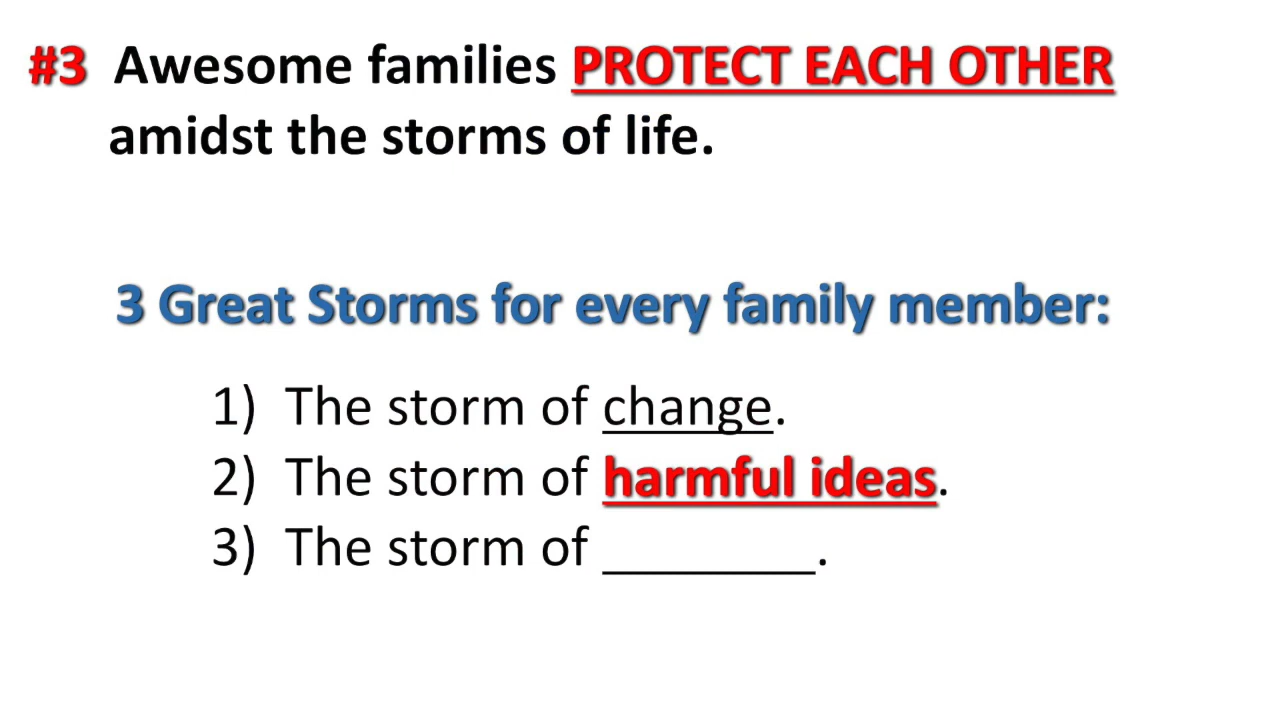 #3 Awesome families PROTECT EACH OTHER
amidst the storms of life.
3 Great Storms for every family member:
1) The storm of change.
2) The storm of harmful ideas.
3) The storm of ________.